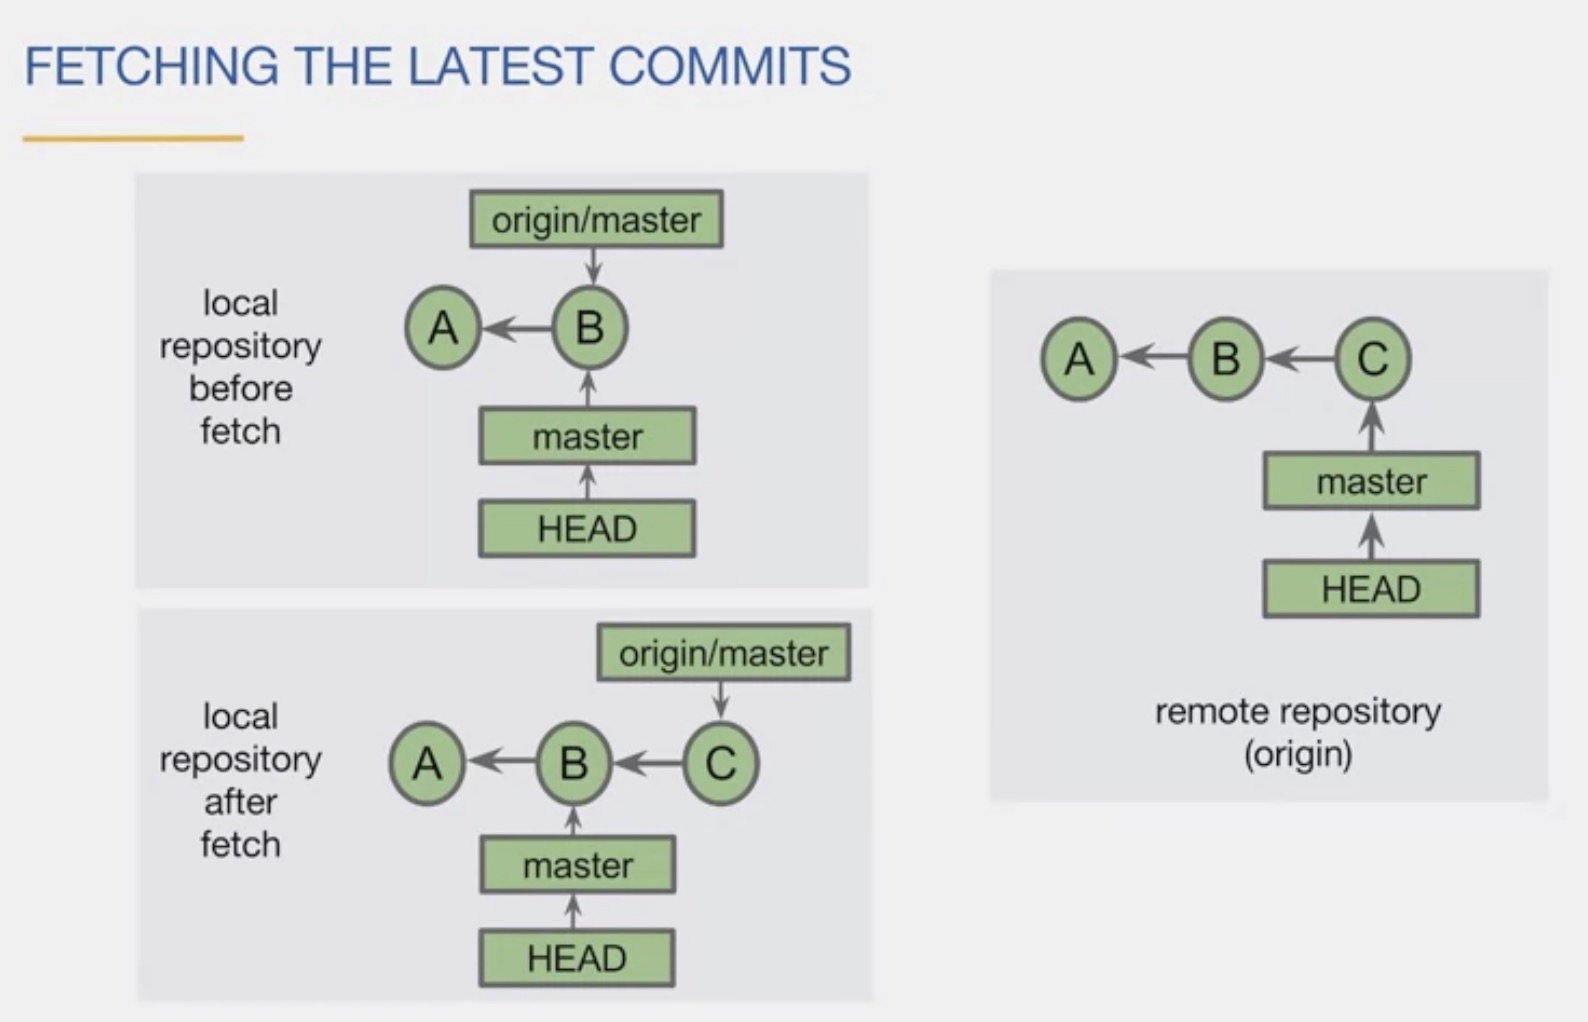 FETCHING THE LATEST COMMITS
origin/master
A
B
local
repository
before
fetch
master
HEAD
origin/master
local
repository
after
fetch
A
B
C
master
HEAD
A
B
C
master
HEAD
remote repository
(origin)